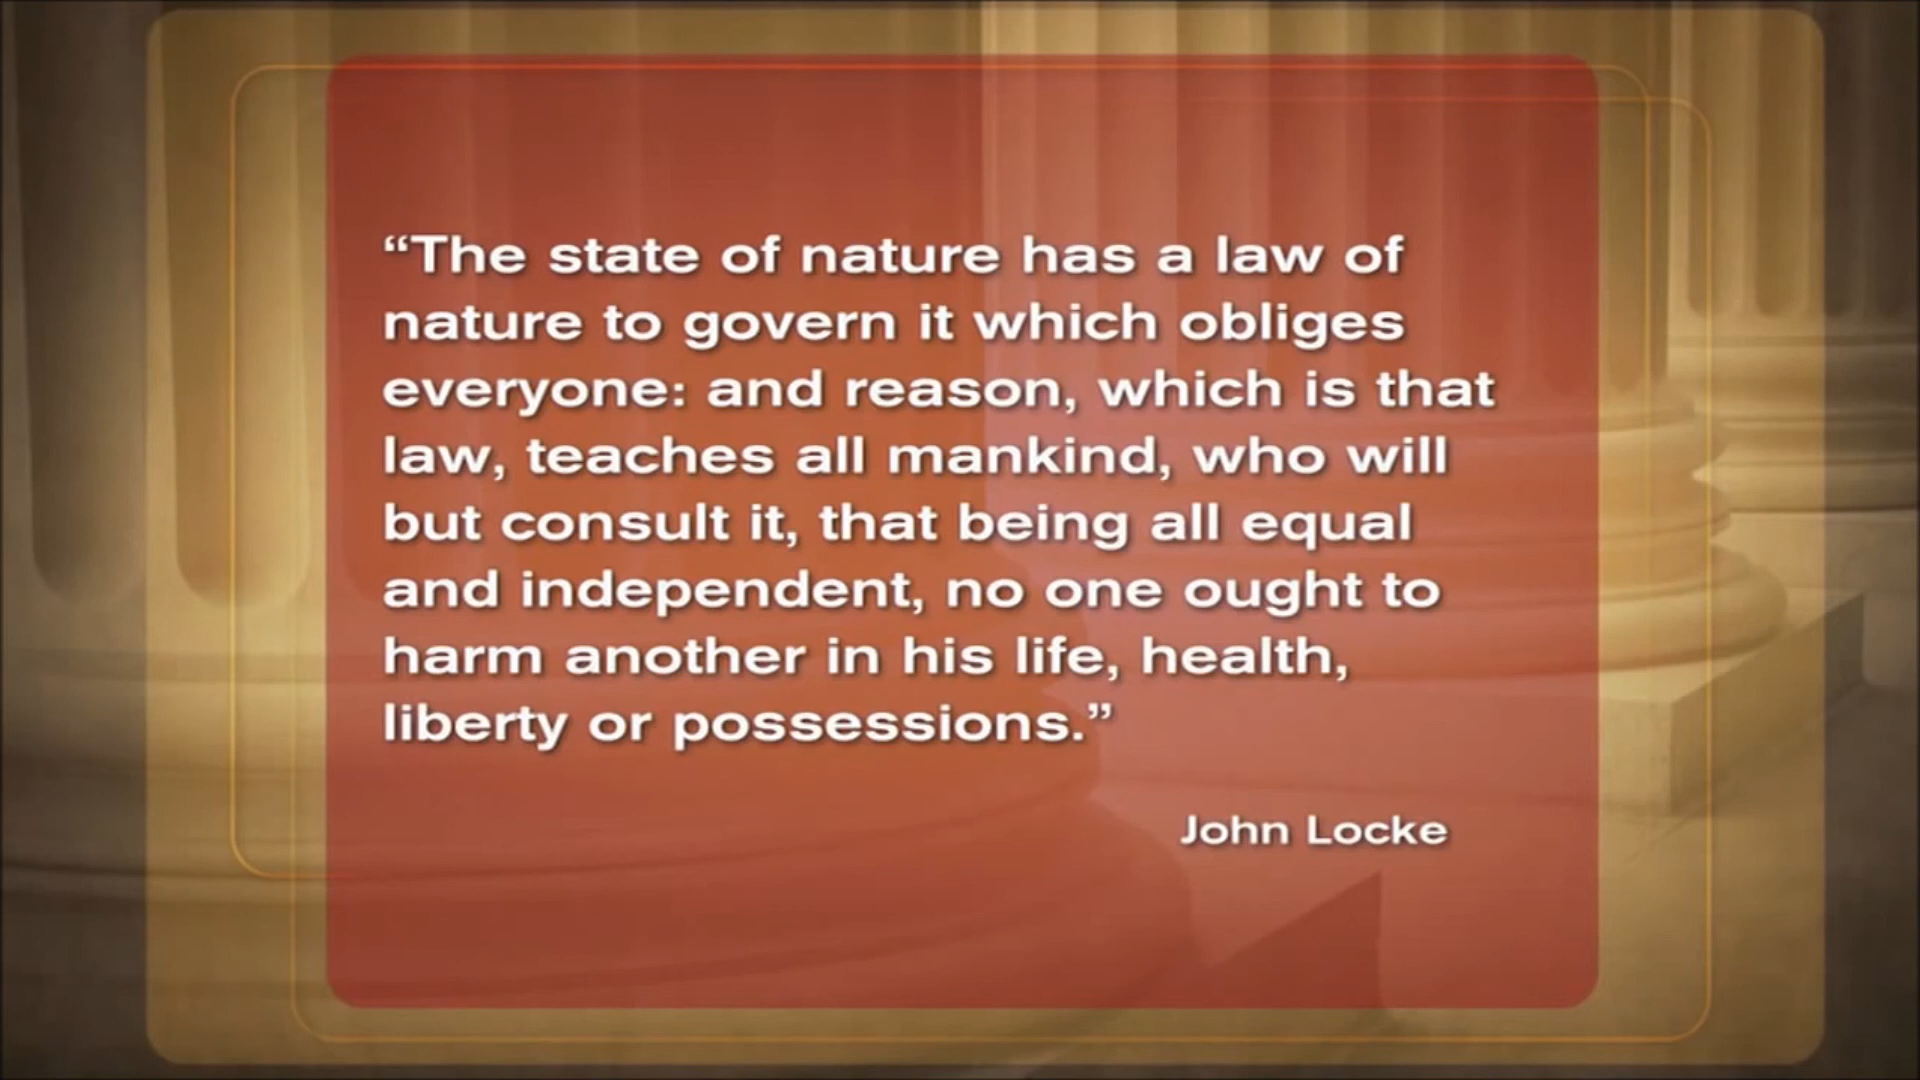 “The state of nature has a law of
nature to govern it which obliges
everyone: and reason, which is that
law, teaches all mankind, who will
but consult it, that being all equal
and independent, no one ought to
harm another in his life, health,
liberty or possessions.”
John Locke